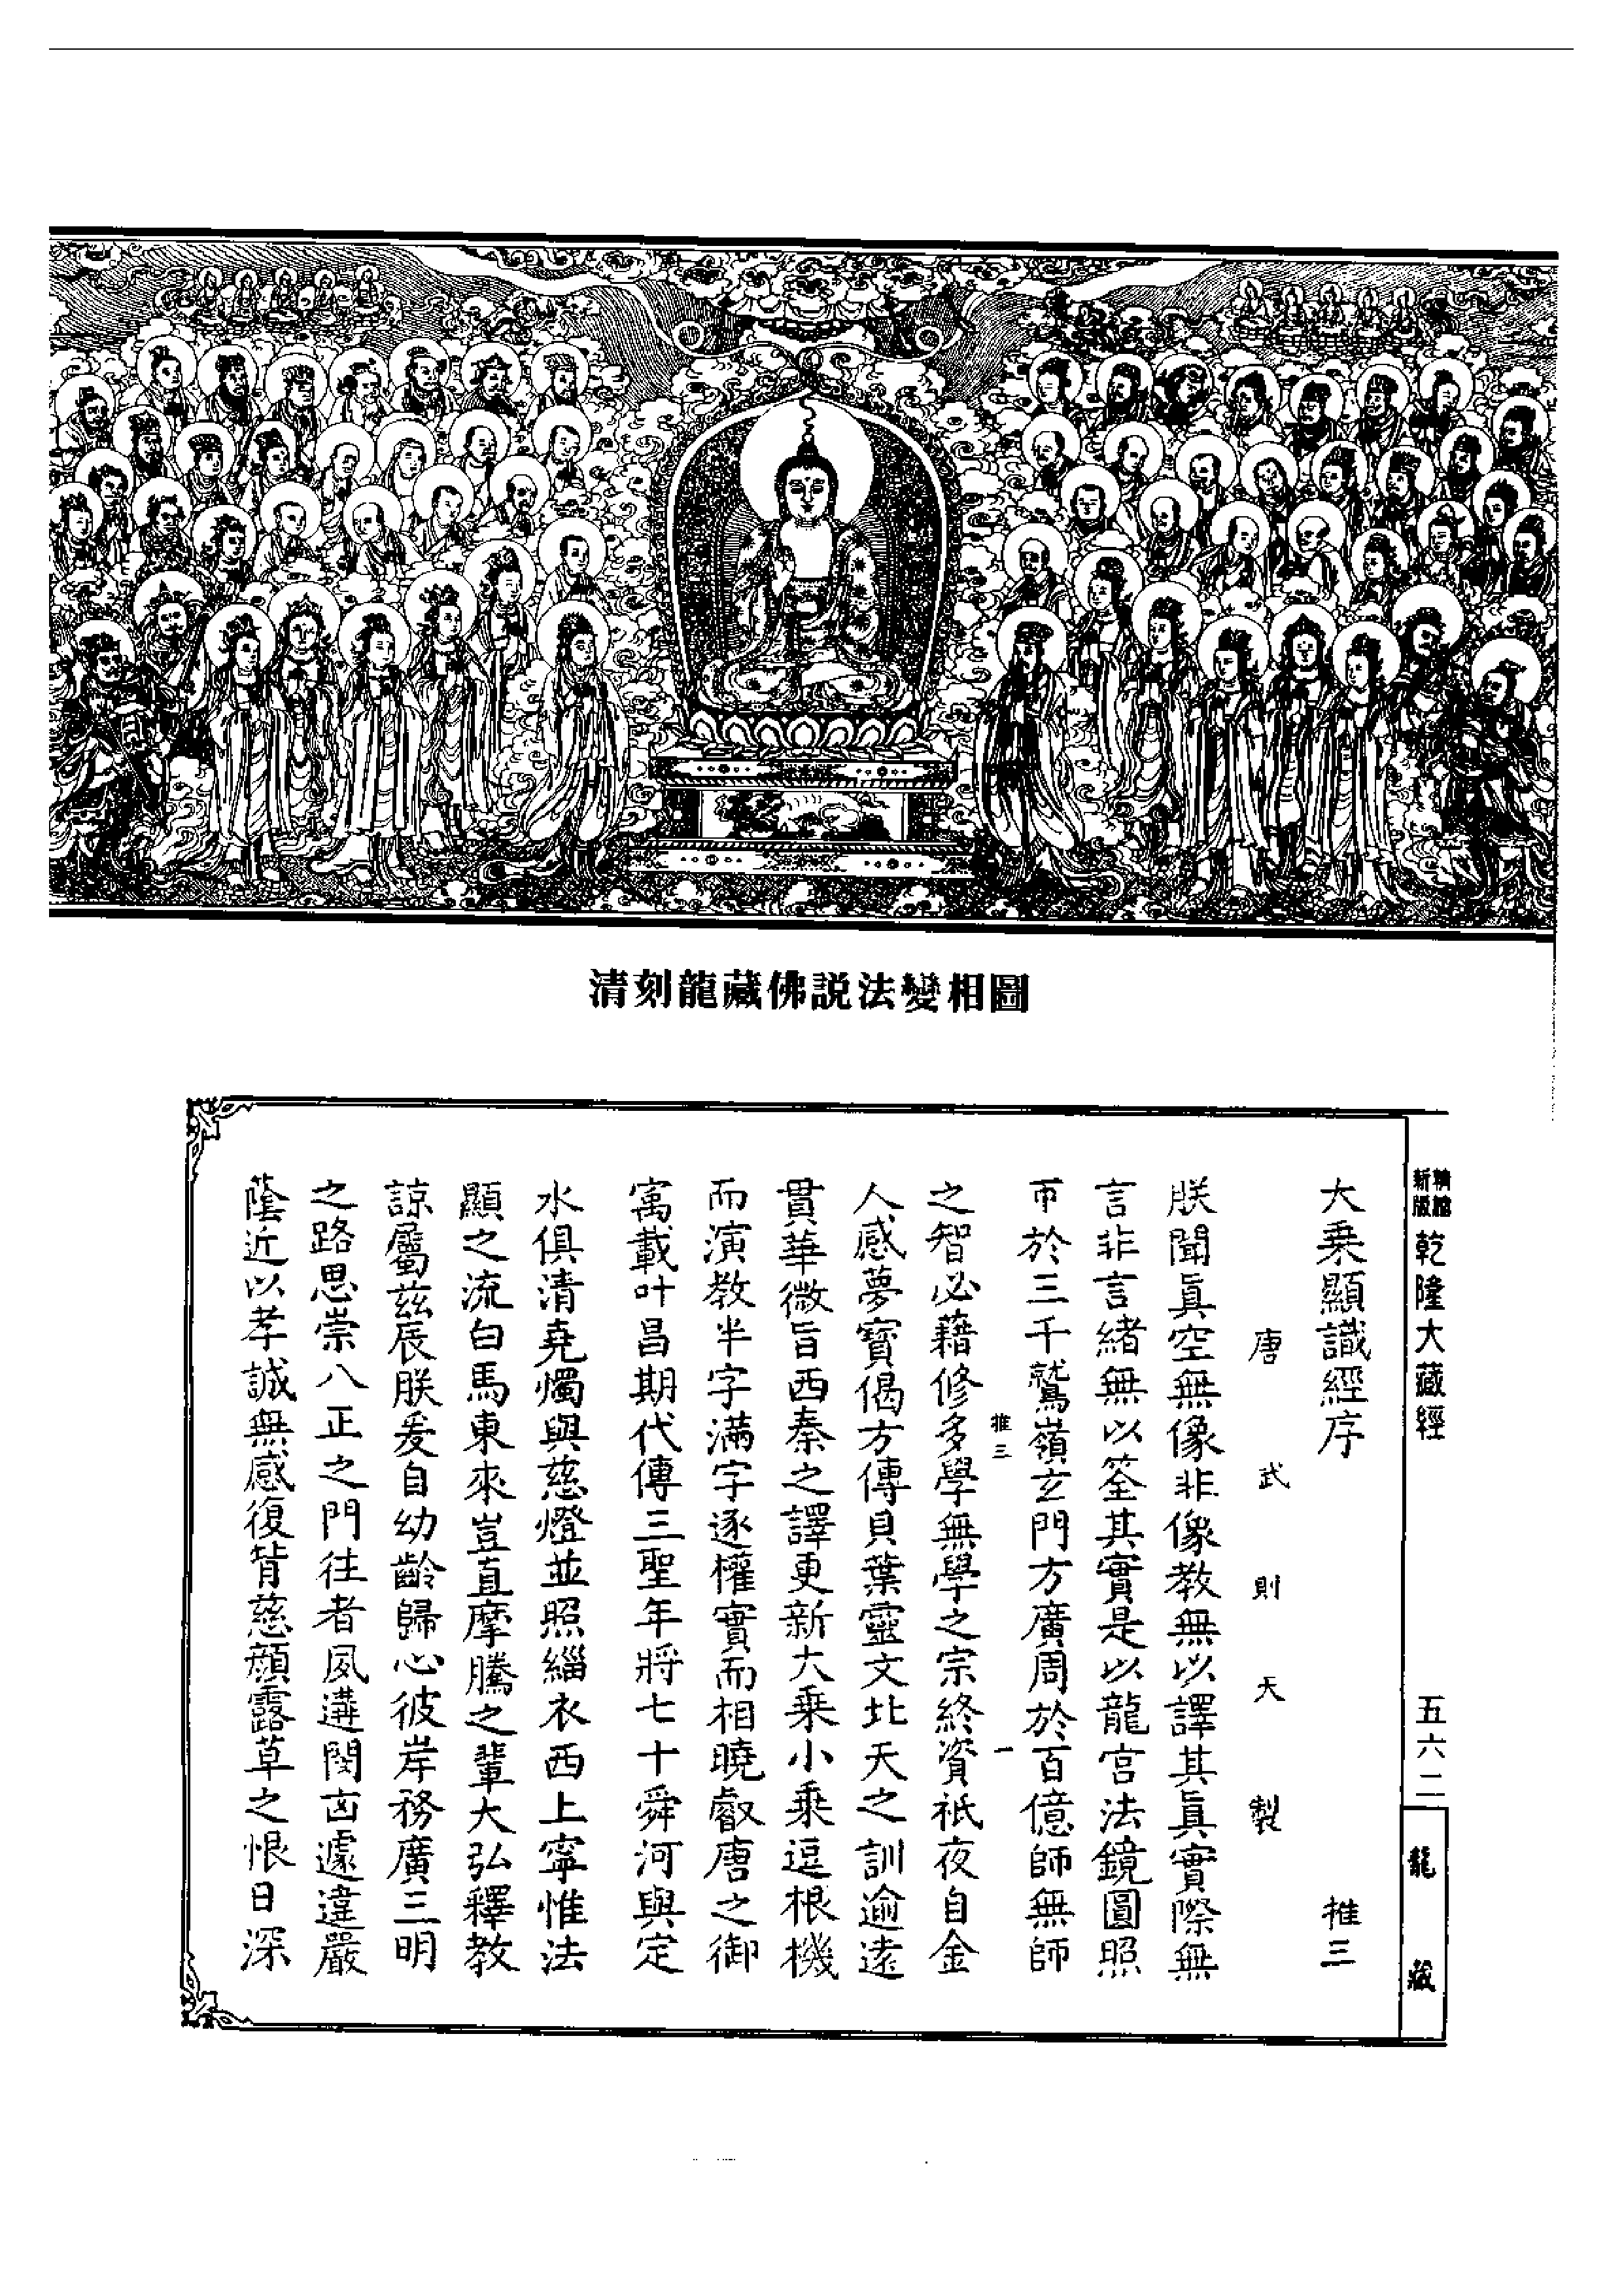 清刻龍藏佛説法變相圖
新版
精縮
乾隆大藏經
五六二
龍藏
大乗顯識經序 推三
唐武則天製
朕聞眞空無像非像教無以譯其眞實際無
言非言緒無以筌其實是以龍宮法鏡圓照
帀於三千鷲嶺玄門方廣周於百億師無師
推三 一
之智必藉修多學無學之宗終資祇夜自金
人感夢寳偈方傳貝葉靈文北天之訓逾逺
貫華微旨西秦之譯更新大乗小乗逗根機
而演教半字滿字逐權實而相曉叡唐之御
寓載叶昌期代傳三聖年將七十舜河與定
水俱清堯燭與慈燈並照緇衣西上寧惟法
顯之流白馬東來豈直摩騰之輩大弘釋教
諒屬茲辰朕爰自幼齡歸心彼岸務廣三明
之路思崇八正之門往者夙遘閔凶遽違嚴
蔭近以孝誠無感復背慈顔露草之恨日深